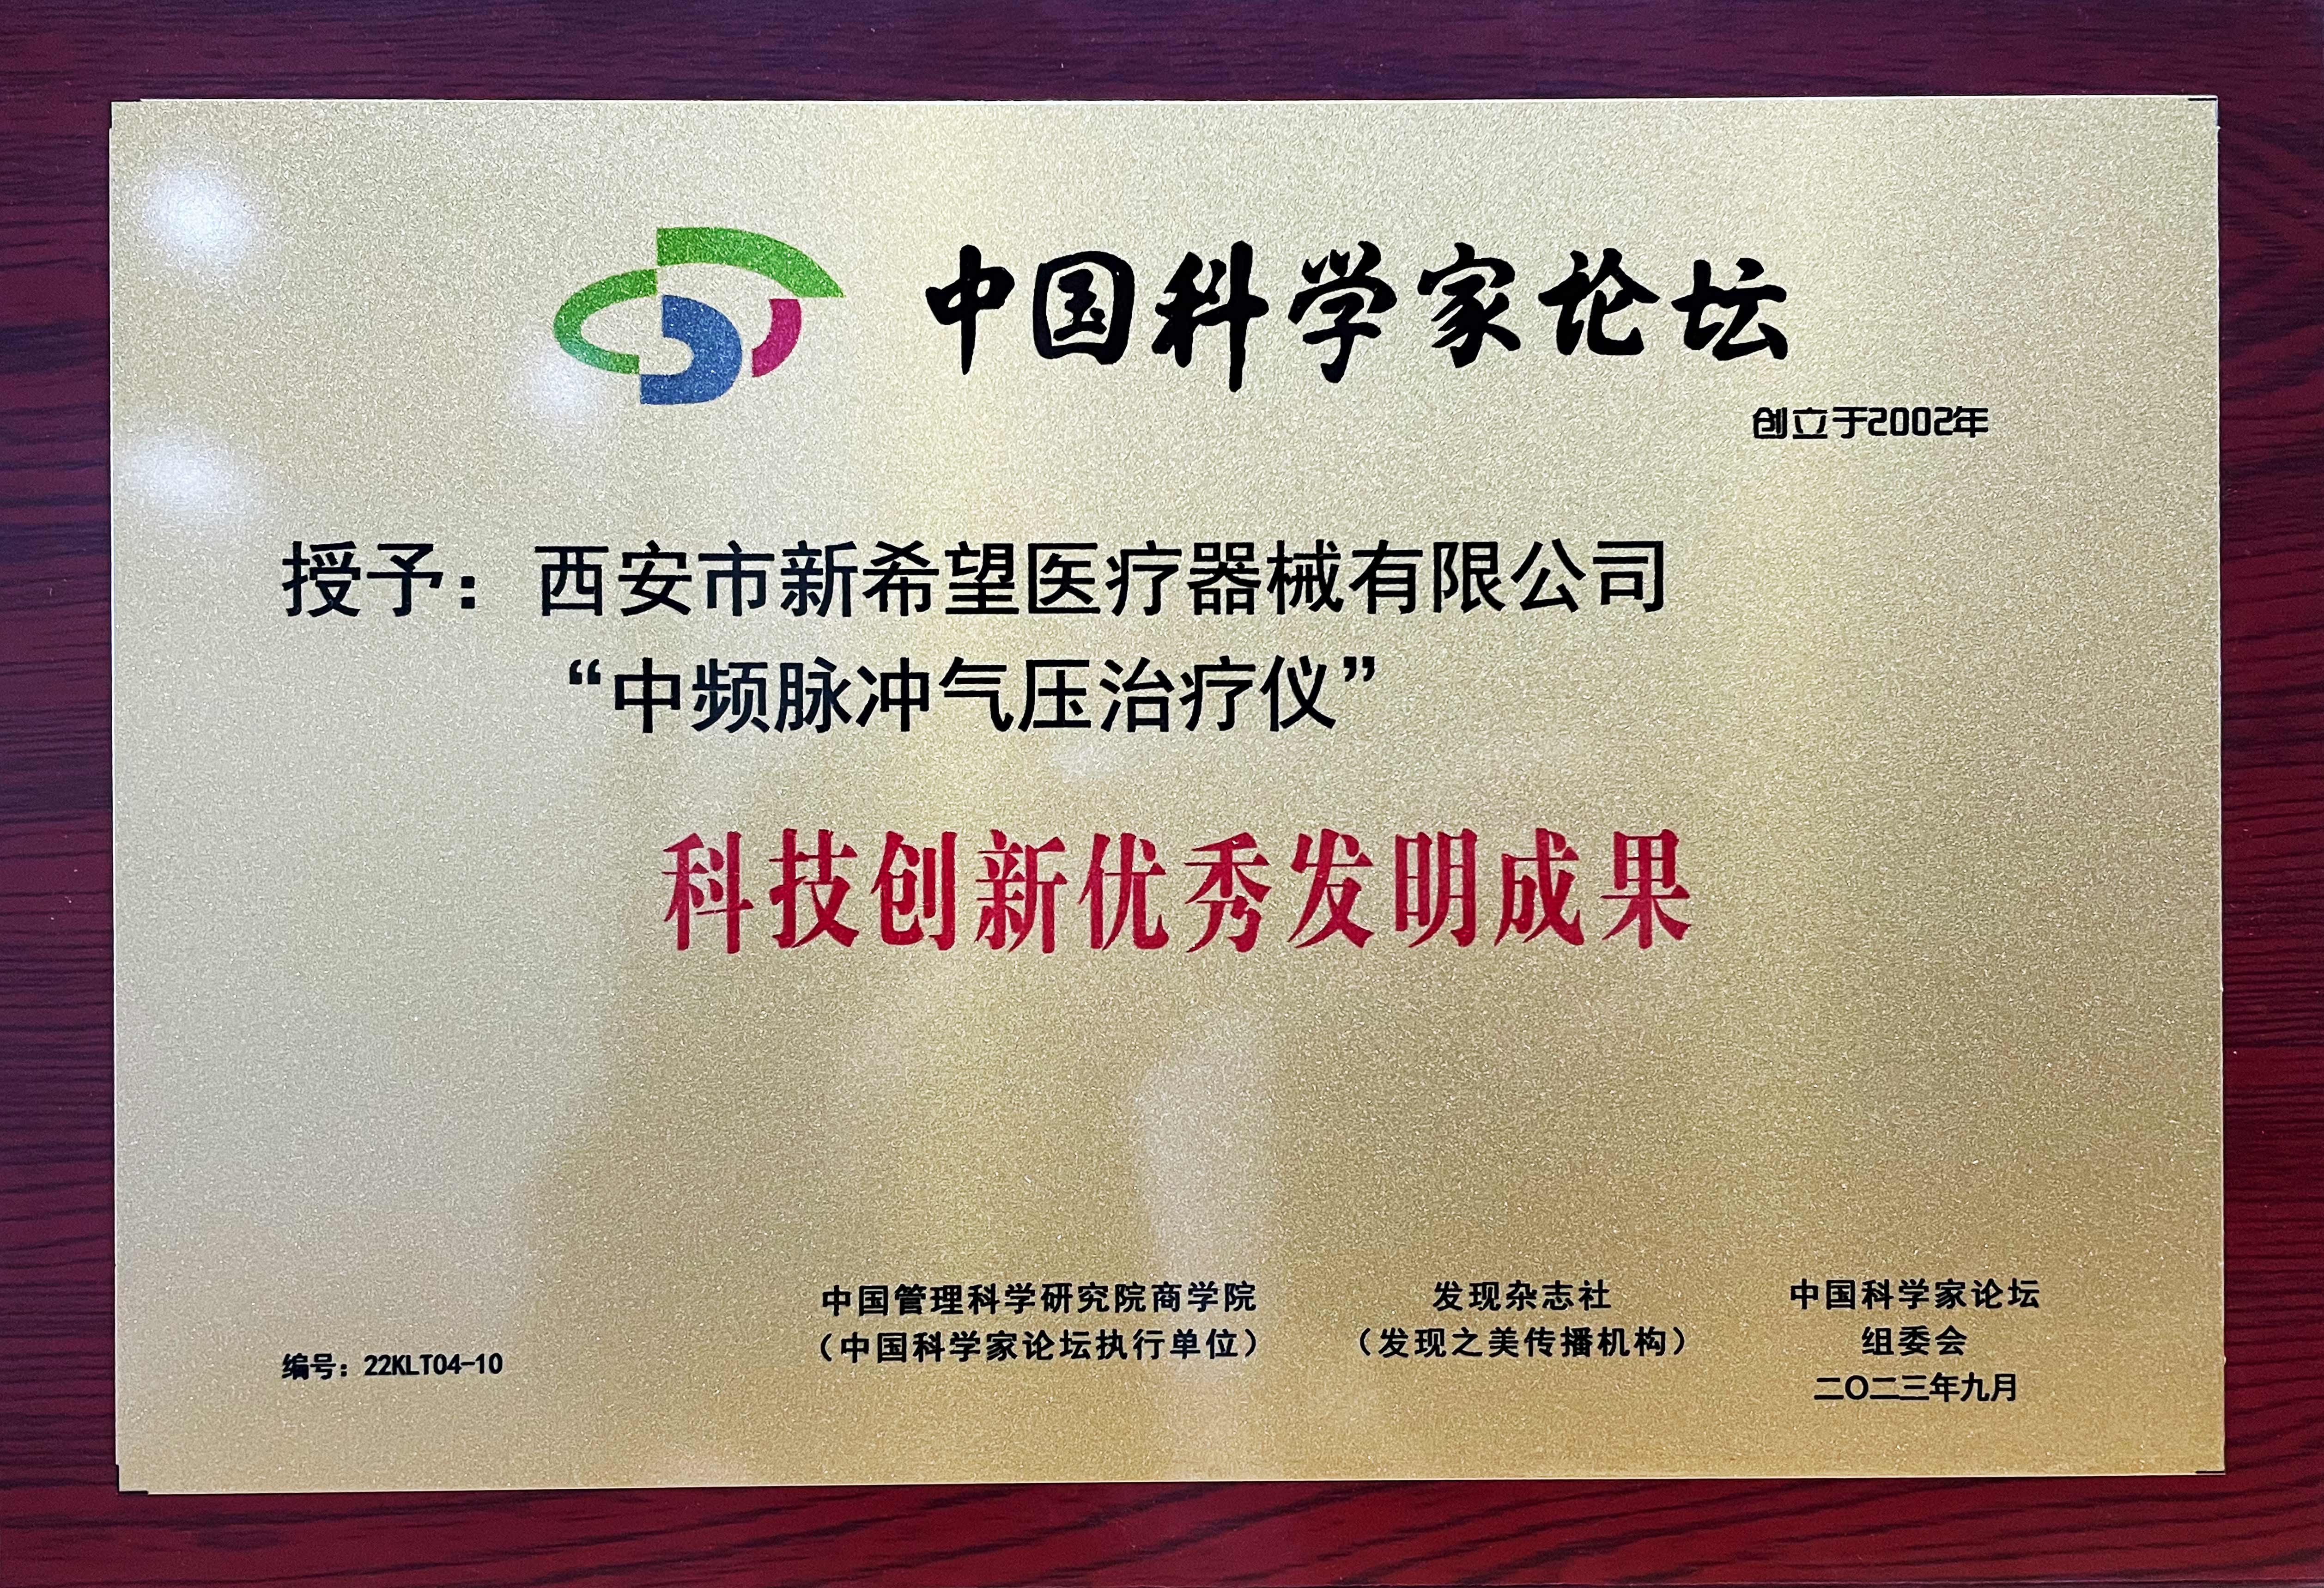 中国科学家论坛
创立于2002年
授予：西安市新希望医疗器械有限公司
“中频脉冲气压治疗仪”
科技创新优秀发明成果
编号：22KLT04-10
中国管理科学研究院商学院
（中国科学家论坛执行单位）
发现杂志社
（发现之美传播机构）
中国科学家论坛
组委会
二〇二三年九月